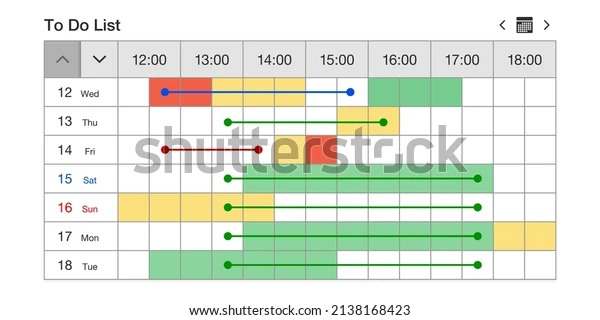 To Do List
12:00 13:00 14:00 15:00 16:00 17:00 18:00
12 Wed
13 Thu
14 Fri
15 Sat
16 Sun
17 Mon
18 Tue
shutterstock
shutterstock.com · 2138168423